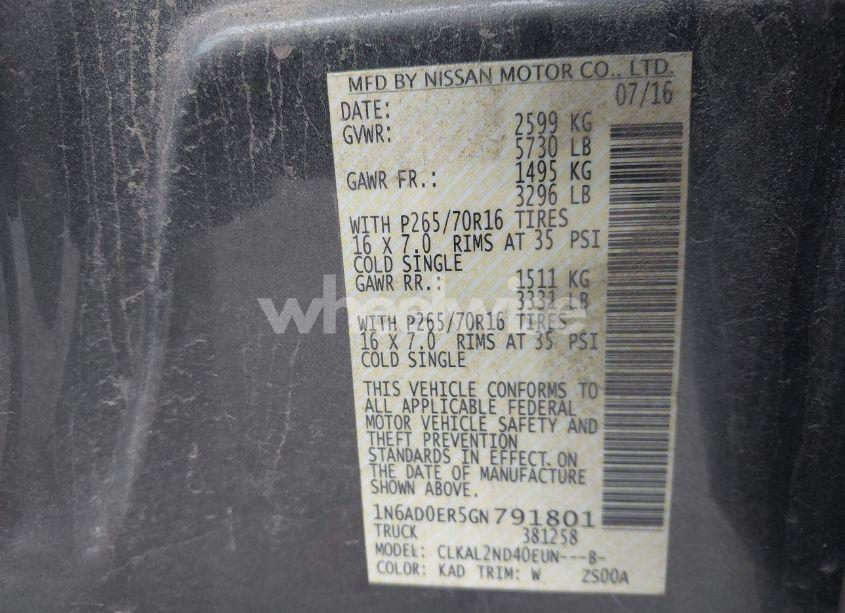 MFD BY NISSAN MOTOR CO., LTD.
DATE: 07/16
GVWR: 2599 KG
5730 LB
GAWR FR.: 1495 KG
3296 LB
WITH P265/70R16 TIRES
16 X 7.0 RIMS AT 35 PSI
COLD SINGLE
GAWR RR.: 1511 KG
3331 LB
wheelwire
WITH P265/70R16 TIRES
16 X 7.0 RIMS AT 35 PSI
COLD SINGLE
THIS VEHICLE CONFORMS TO
ALL APPLICABLE FEDERAL
MOTOR VEHICLE SAFETY AND
THEFT PREVENTION
STANDARDS IN EFFECT ON
THE DATE OF MANUFACTURE
SHOWN ABOVE.
1N6AD0ER5GN791801
TRUCK 381258
MODEL: CLKAL2ND40EUN---B-
COLOR: KAD TRIM: W ZS00A